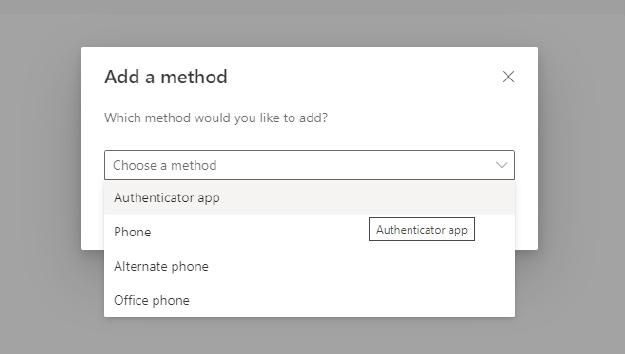 Add a method
Which method would you like to add?
Choose a method
Authenticator app
Phone
Authenticator app
Alternate phone
Office phone